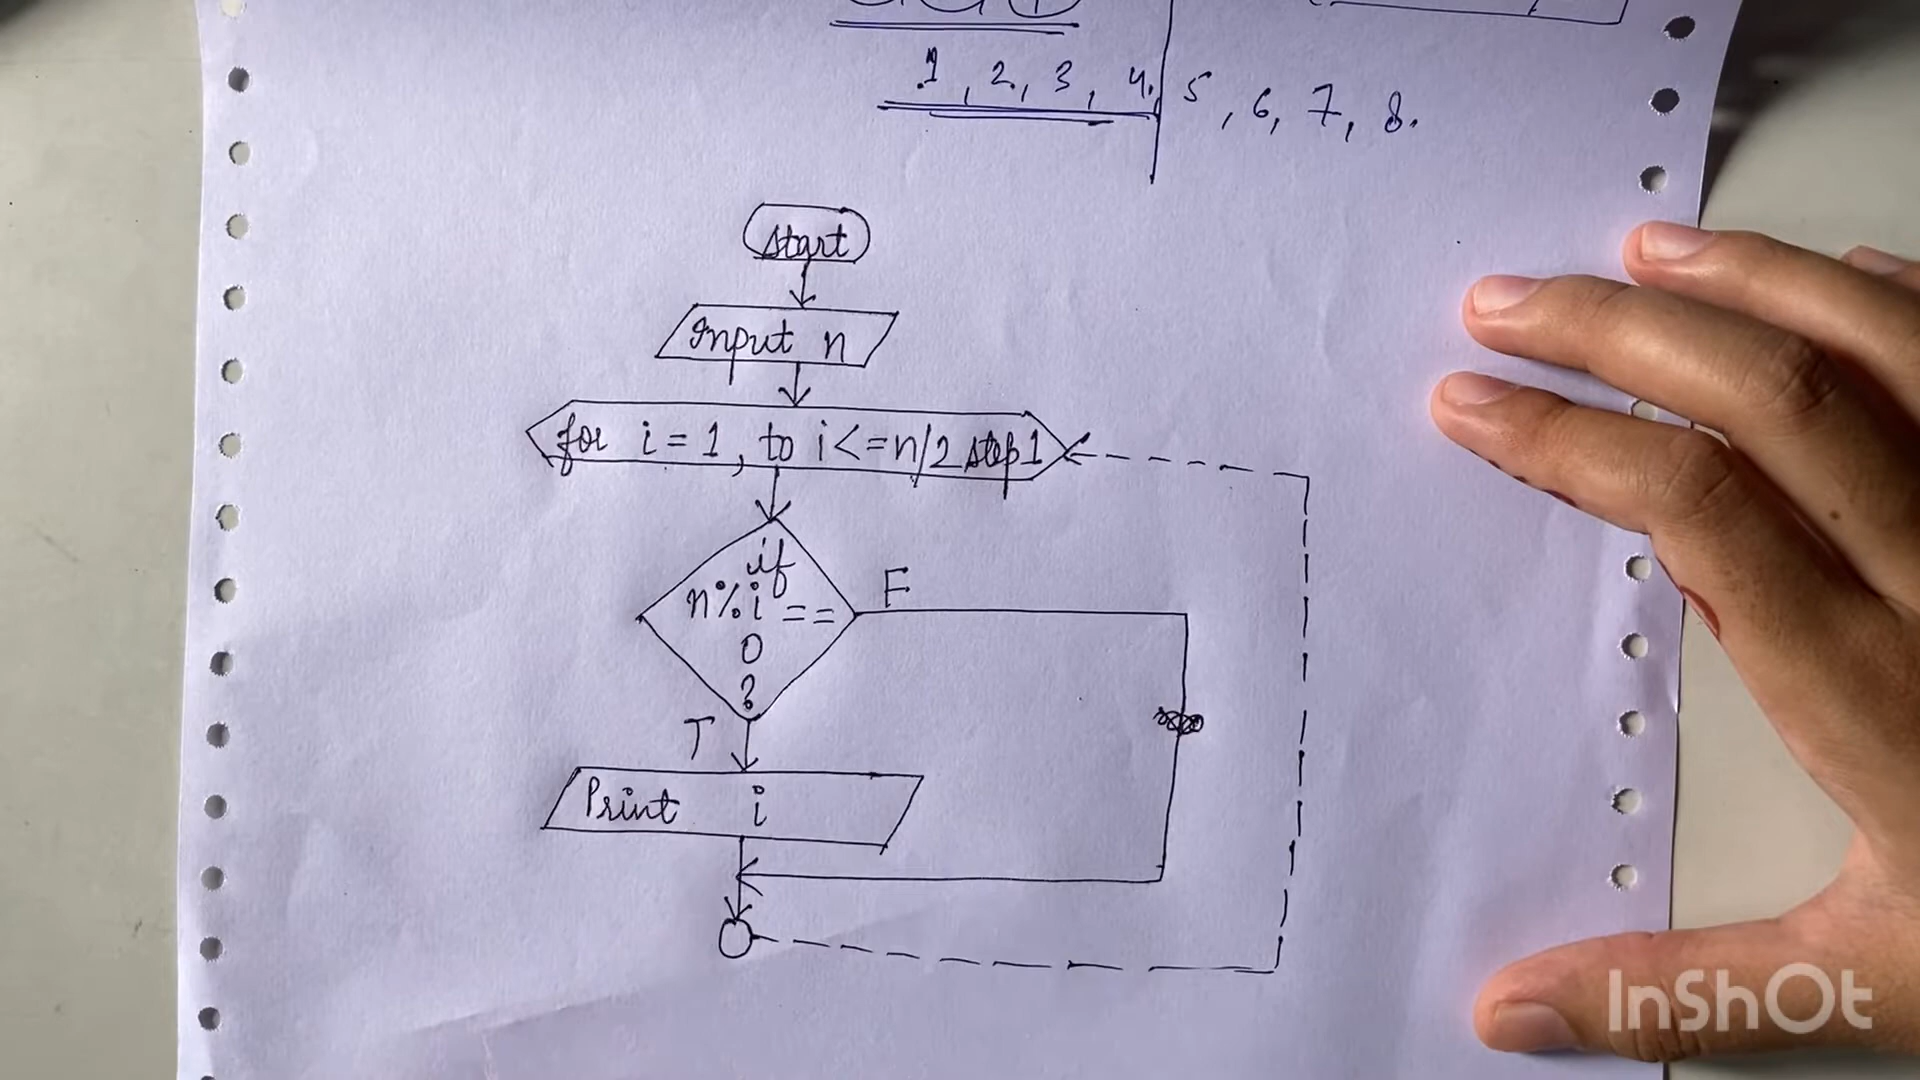 1, 2, 3, 4, 5, 6, 7, 8.
Start
Input n
for i = 1, to i <= n/2 step 1
if
n % i ==
0
?
F
T
Print i
InShOt